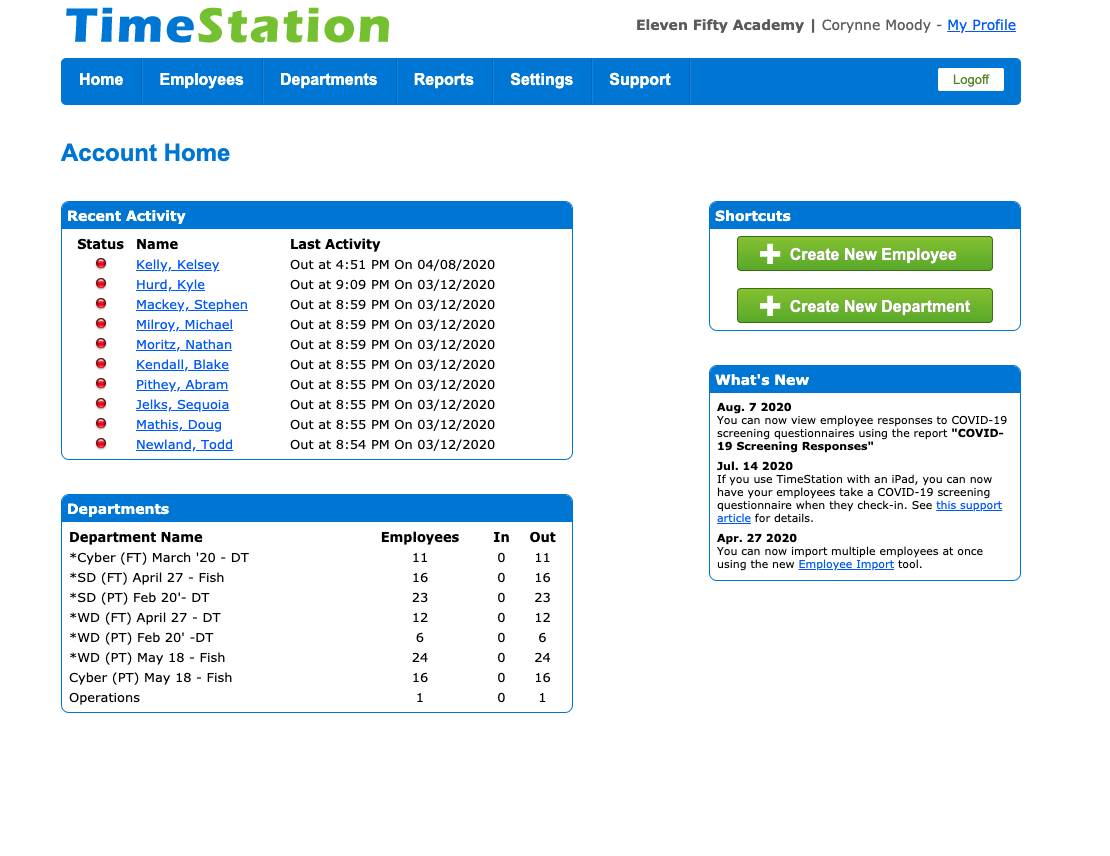 TimeStation
Eleven Fifty Academy | Corynne Moody - My Profile
Home Employees Departments Reports Settings Support Logoff
Account Home
Recent Activity
Status Name Last Activity
Kelly, Kelsey Out at 4:51 PM On 04/08/2020
Hurd, Kyle Out at 9:09 PM On 03/12/2020
Mackey, Stephen Out at 8:59 PM On 03/12/2020
Milroy, Michael Out at 8:59 PM On 03/12/2020
Moritz, Nathan Out at 8:59 PM On 03/12/2020
Kendall, Blake Out at 8:55 PM On 03/12/2020
Pithey, Abram Out at 8:55 PM On 03/12/2020
Jelks, Sequoia Out at 8:55 PM On 03/12/2020
Mathis, Doug Out at 8:55 PM On 03/12/2020
Newland, Todd Out at 8:54 PM On 03/12/2020
Departments
Department Name Employees In Out
*Cyber (FT) March '20 - DT 11 0 11
*SD (FT) April 27 - Fish 16 0 16
*SD (PT) Feb 20'- DT 23 0 23
*WD (FT) April 27 - DT 12 0 12
*WD (PT) Feb 20' -DT 6 0 6
*WD (PT) May 18 - Fish 24 0 24
Cyber (PT) May 18 - Fish 16 0 16
Operations 1 0 1
Shortcuts
Create New Employee
Create New Department
What's New
Aug. 7 2020
You can now view employee responses to COVID-19
screening questionnaires using the report "COVID-
19 Screening Responses"
Jul. 14 2020
If you use TimeStation with an iPad, you can now
have your employees take a COVID-19 screening
questionnaire when they check-in. See this support
article for details.
Apr. 27 2020
You can now import multiple employees at once
using the new Employee Import tool.